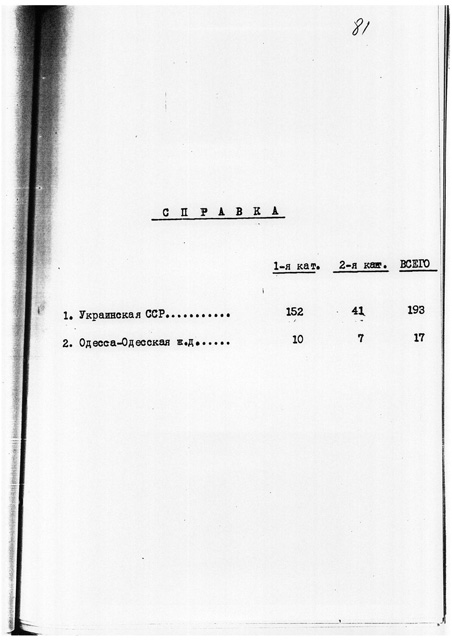 81
С П Р А В К А
1-я кат. 2-я кат. ВСЕГО
1. Украинская ССР........... 152 41 193
2. Одесса-Одесская ж.д...... 10 7 17